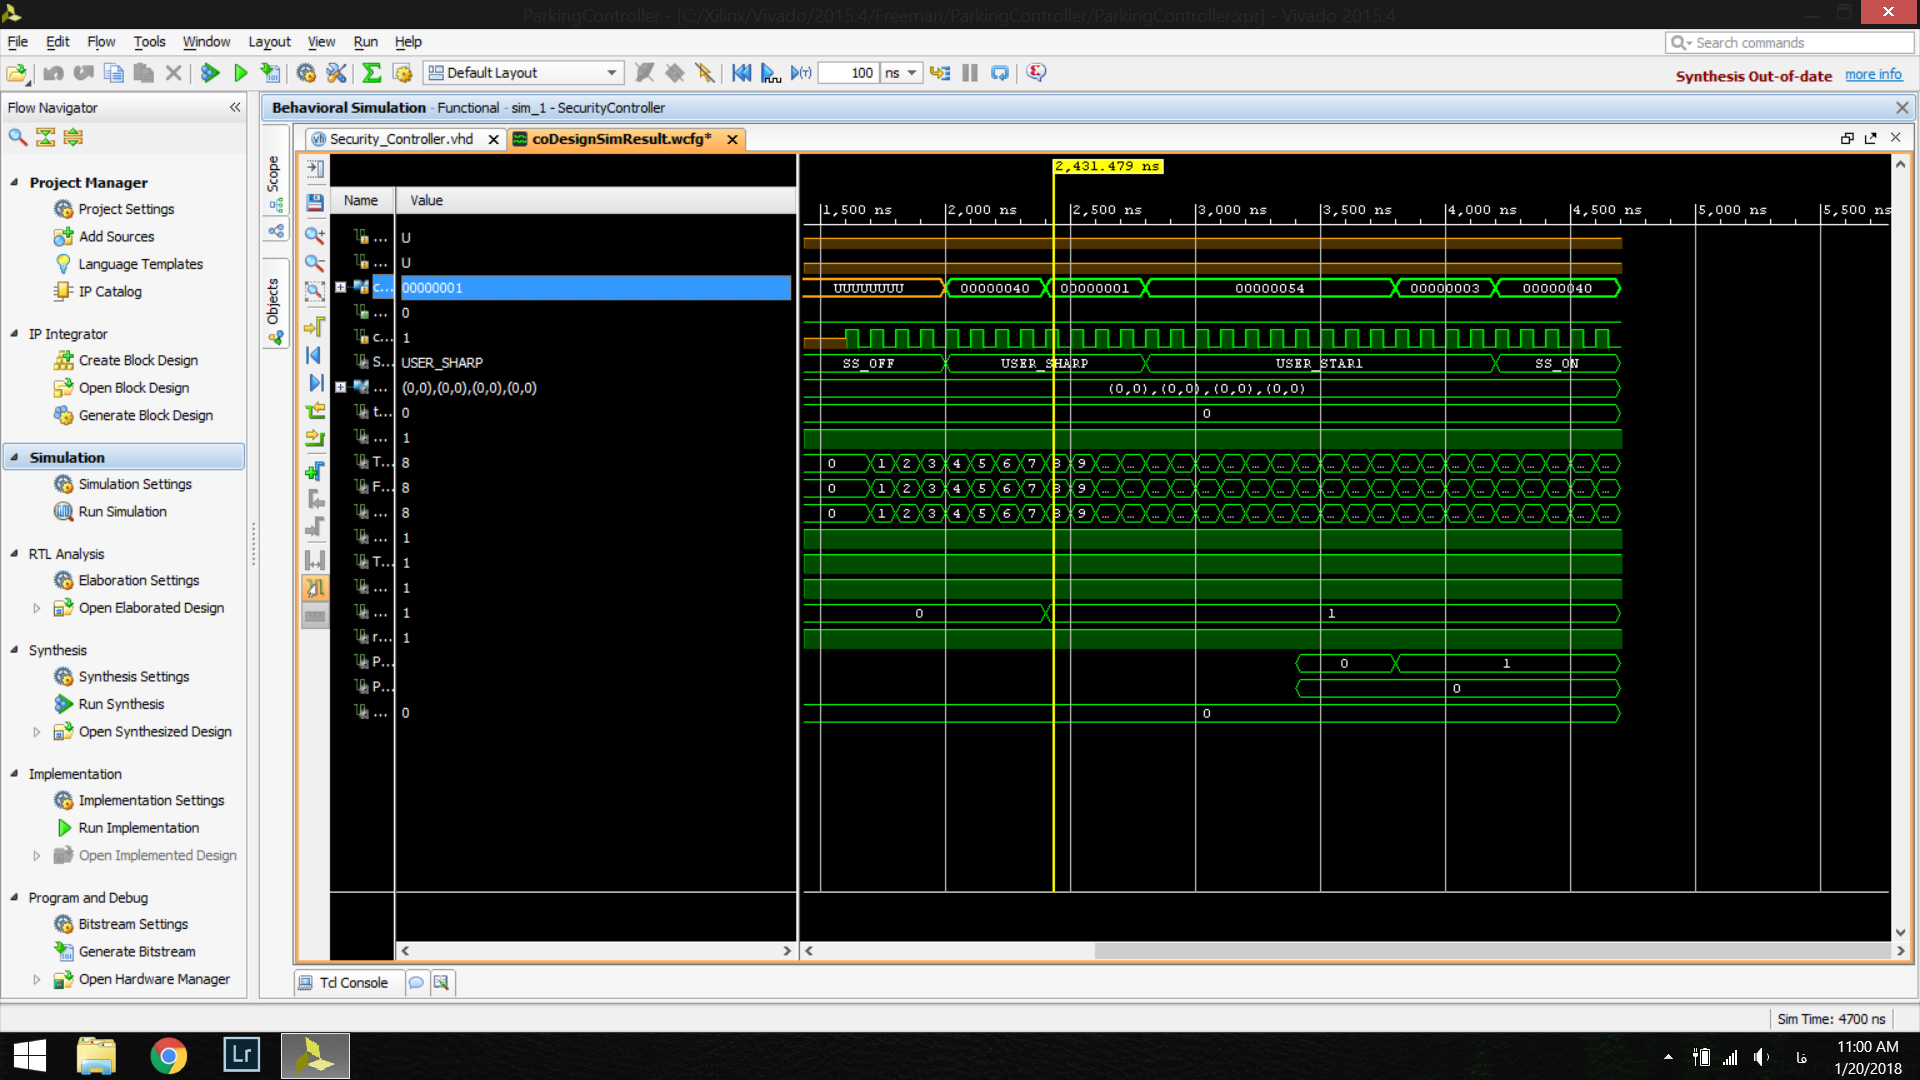 ParkingController - [C:/Xilinx/Vivado/2015.4/Freeman/ParkingController/ParkingController.xpr] - Vivado 2015.4
File Edit Flow Tools Window Layout View Run Help
Search commands
Default Layout
100 ns
Synthesis Out-of-date more info
Flow Navigator
Behavioral Simulation - Functional - sim_1 - SecurityController
Security_Controller.vhd
coDesignSimResult.wcfg*
Scope
Objects
Project Manager
Project Settings
Add Sources
Language Templates
IP Catalog
IP Integrator
Create Block Design
Open Block Design
Generate Block Design
Simulation
Simulation Settings
Run Simulation
RTL Analysis
Elaboration Settings
Open Elaborated Design
Synthesis
Synthesis Settings
Run Synthesis
Open Synthesized Design
Implementation
Implementation Settings
Run Implementation
Open Implemented Design
Program and Debug
Bitstream Settings
Generate Bitstream
Open Hardware Manager
Name Value
2,431.479 ns
1,500 ns 2,000 ns 2,500 ns 3,000 ns 3,500 ns 4,000 ns 4,500 ns 5,000 ns 5,500 ns
... U
... U
c... 00000001 UUUUUUUU 00000040 00000001 00000054 00000003 00000040
... 0
c... 1
S... USER_SHARP SS_OFF USER_SHARP USER_STAR1 SS_ON
... (0,0),(0,0),(0,0),(0,0) (0,0),(0,0),(0,0),(0,0)
t... 0 0
... 1
T... 8 0 1 2 3 4 5 6 7 8 9 ... ... ... ... ... ... ... ... ... ... ... ... ... ... ... ... ... ... ... ... ...
F... 8 0 1 2 3 4 5 6 7 8 9 ... ... ... ... ... ... ... ... ... ... ... ... ... ... ... ... ... ... ... ... ...
... 8 0 1 2 3 4 5 6 7 8 9 ... ... ... ... ... ... ... ... ... ... ... ... ... ... ... ... ... ... ... ... ...
... 1
T... 1
... 1
... 1 0 1
r... 1
P... 0 1
P... 0
... 0 0
Tcl Console
Sim Time: 4700 ns
Lr
فا
11:00 AM
1/20/2018